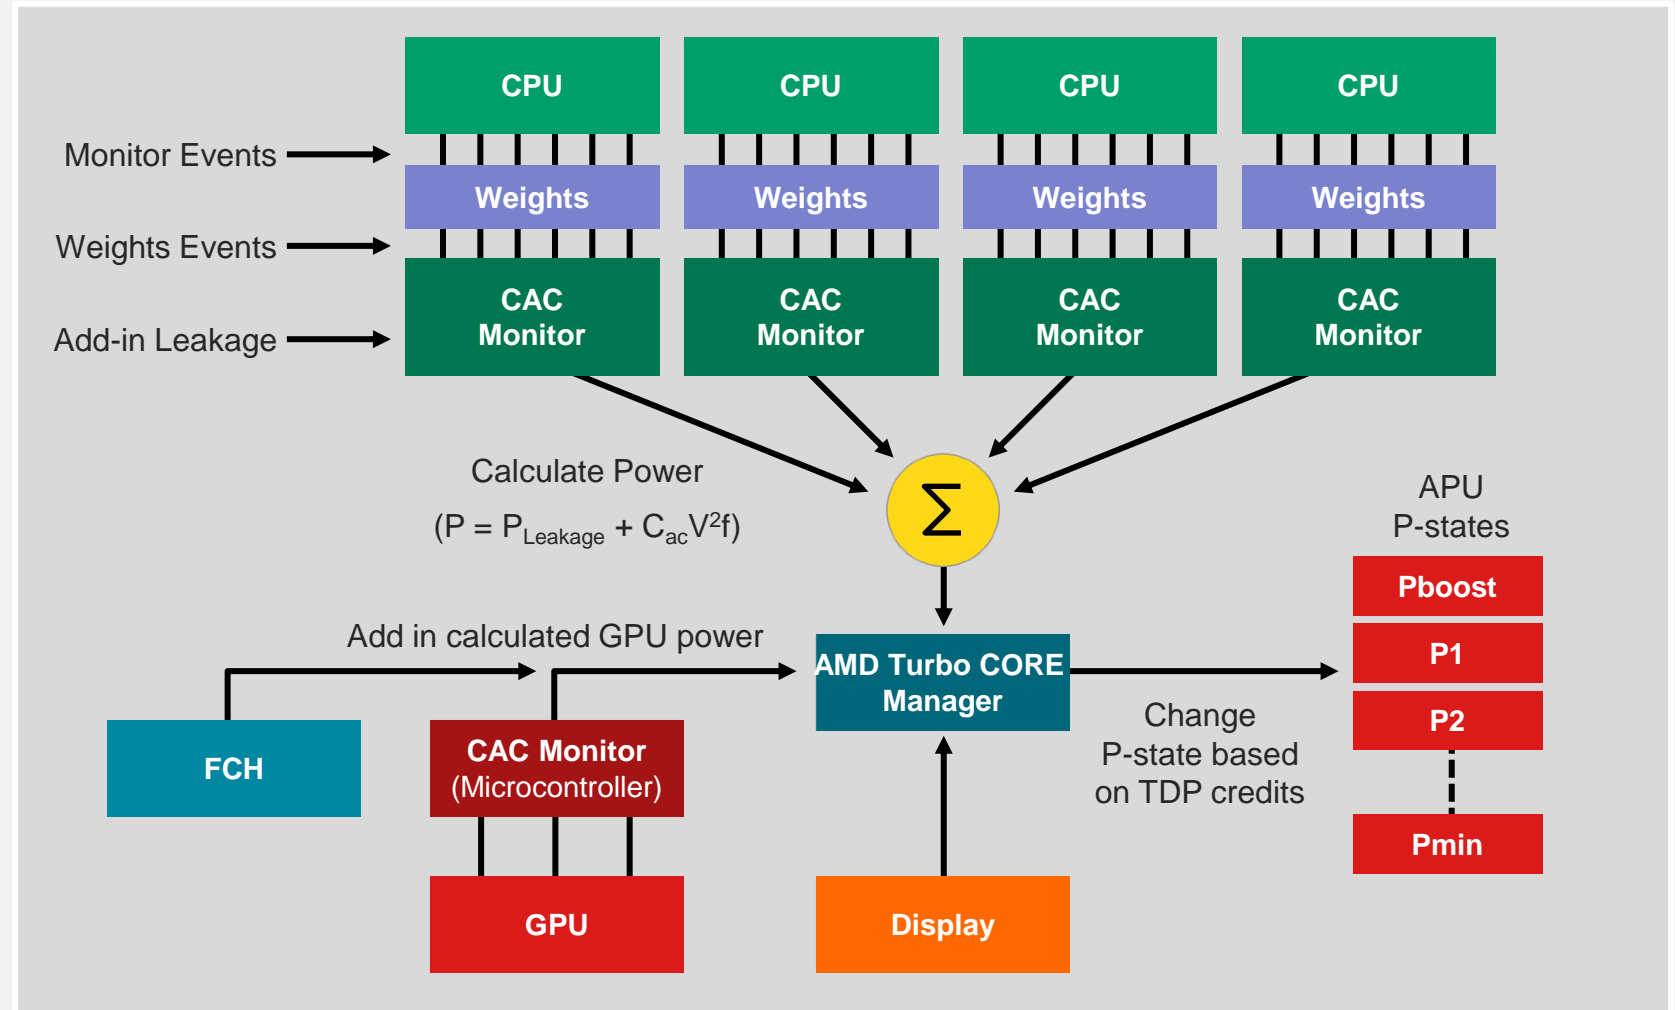 CPU
CPU
CPU
CPU
Monitor Events
Weights
Weights
Weights
Weights
Weights Events
CAC
Monitor
CAC
Monitor
CAC
Monitor
CAC
Monitor
Add-in Leakage
Calculate Power
(P = P_Leakage + C_acV²f)
Σ
APU
P-states
Pboost
P1
P2
Pmin
Add in calculated GPU power
AMD Turbo CORE
Manager
Change
P-state based
on TDP credits
FCH
CAC Monitor
(Microcontroller)
GPU
Display